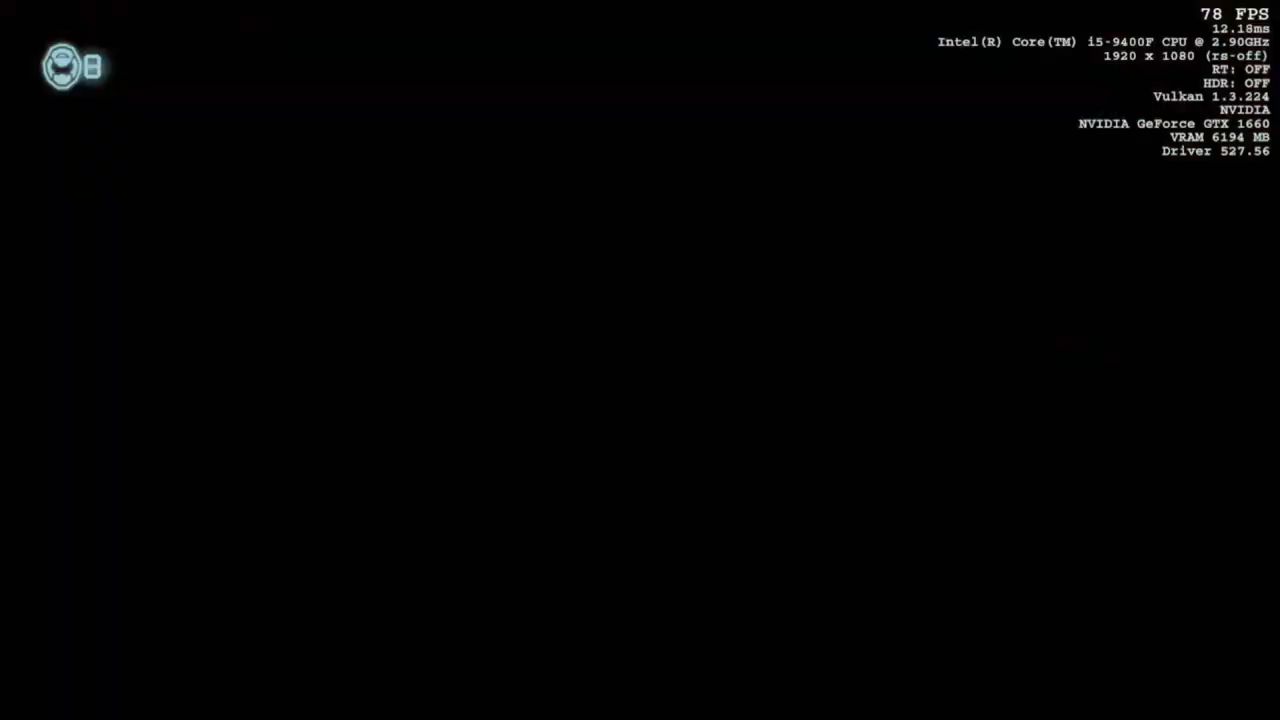 78 FPS
12.18ms
Intel(R) Core(TM) i5-9400F CPU @ 2.90GHz
1920 x 1080 (rs-off)
RT: OFF
HDR: OFF
Vulkan 1.3.224
NVIDIA
NVIDIA GeForce GTX 1660
VRAM 6194 MB
Driver 527.56